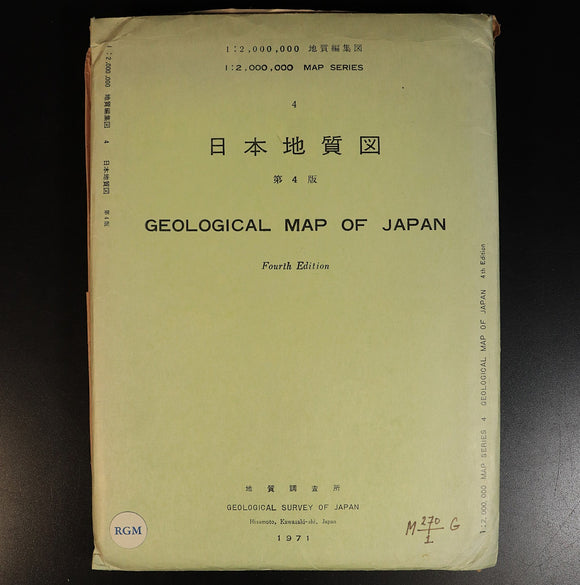 1:2,000,000 地質編集図
1:2,000,000 MAP SERIES
4
日本地質図
第4版
GEOLOGICAL MAP OF JAPAN
Fourth Edition
地質調査所
GEOLOGICAL SURVEY OF JAPAN
Hisamoto, Kawasaki-shi, Japan
1971
RGM
M 270/1 G
1:2,000,000 地質編集図 4 日本地質図 第4版
1:2,000,000 MAP SERIES 4 GEOLOGICAL MAP OF JAPAN 4th Edition